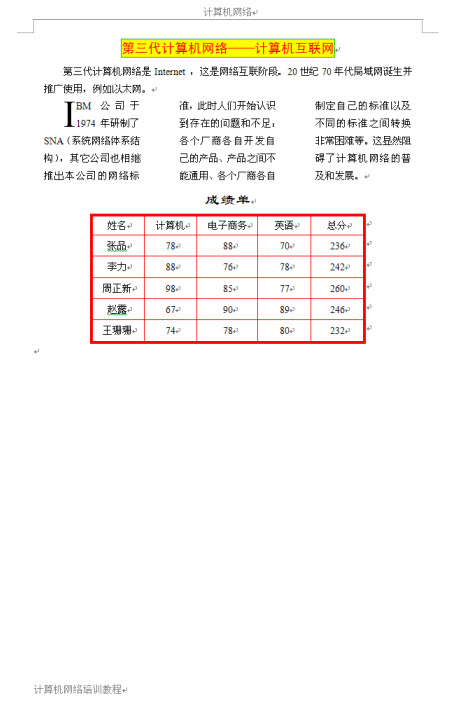 计算机网络
第三代计算机网络——计算机互联网
第三代计算机网络是 Internet ，这是网络互联阶段。20 世纪 70 年代局域网诞生并
推广使用，例如以太网。
IBM 公司于
1974 年研制了
SNA（系统网络体系结
构），其它公司也相继
推出本公司的网络标
准，此时人们开始认识
到存在的问题和不足：
各个厂商各自开发自
己的产品、产品之间不
能通用、各个厂商各自
制定自己的标准以及
不同的标准之间转换
非常困难等。这显然阻
碍了计算机网络的普
及和发展。
成绩单
姓名 计算机 电子商务 英语 总分
张品 78 88 70 236
李力 88 76 78 242
周正新 98 85 77 260
赵露 67 90 89 246
王珊珊 74 78 80 232
计算机网络培训教程